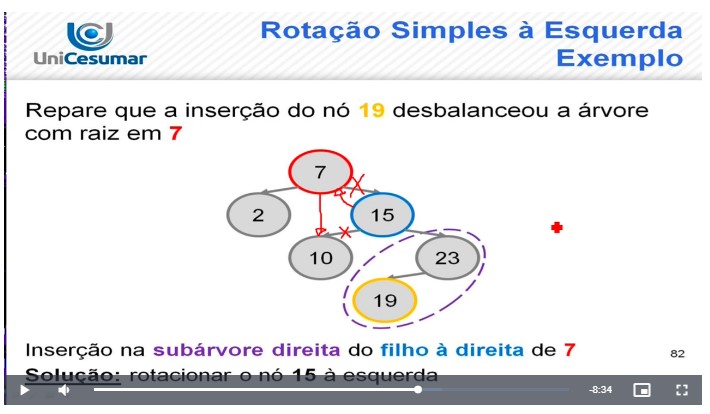 UniCesumar
Rotação Simples à Esquerda
Exemplo
Repare que a inserção do nó 19 desbalanceou a árvore
com raiz em 7
7
2
15
10
23
19
Inserção na subárvore direita do filho à direita de 7
82
Solução: rotacionar o nó 15 à esquerda
-8:34